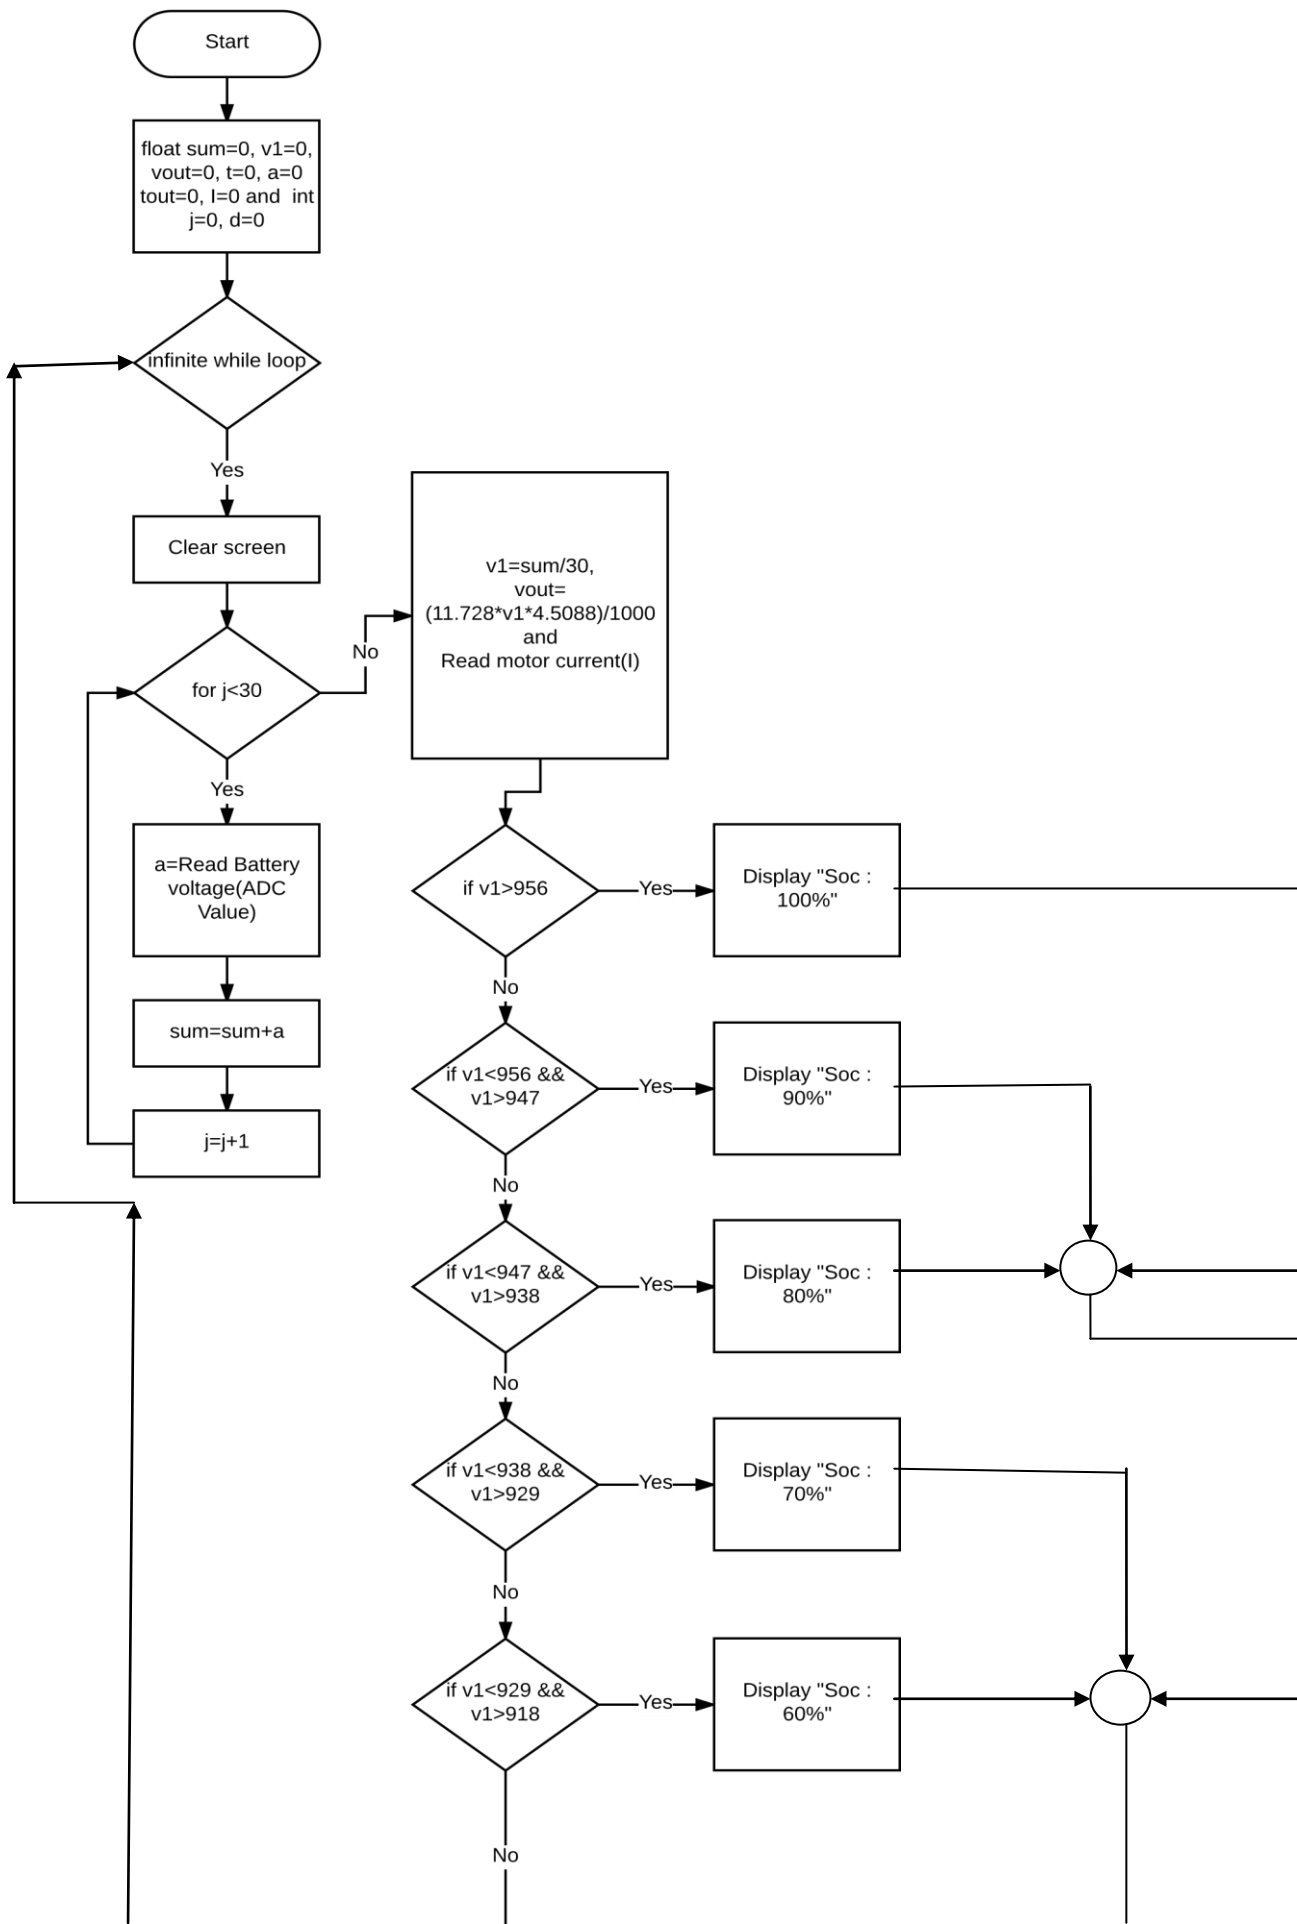 Start
float sum=0, v1=0,
vout=0, t=0, a=0
tout=0, I=0 and  int
j=0, d=0
infinite while loop
Yes
Clear screen
for j<30
No
Yes
a=Read Battery
voltage(ADC
Value)
sum=sum+a
j=j+1
v1=sum/30,
vout=
(11.728*v1*4.5088)/1000
and
Read motor current(I)
if v1>956
Yes
Display "Soc :
100%"
No
if v1<956 &&
v1>947
Yes
Display "Soc :
90%"
No
if v1<947 &&
v1>938
Yes
Display "Soc :
80%"
No
if v1<938 &&
v1>929
Yes
Display "Soc :
70%"
No
if v1<929 &&
v1>918
Yes
Display "Soc :
60%"
No